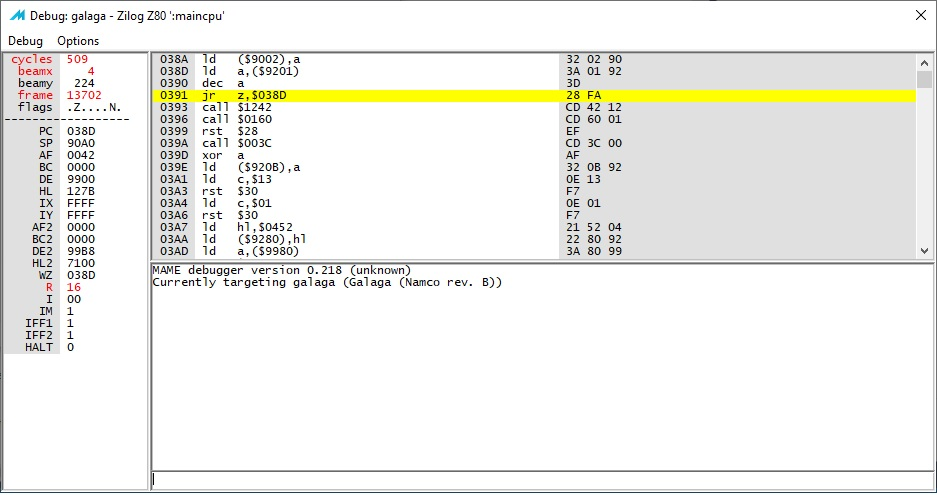 Debug: galaga - Zilog Z80 ':maincpu'
Debug Options
cycles 509
beamx 4
beamy 224
frame 13702
flags .Z....N.
------------------
PC 038D
SP 90A0
AF 0042
BC 0000
DE 9900
HL 127B
IX FFFF
IY FFFF
AF2 0000
BC2 0000
DE2 99B8
HL2 7100
WZ 038D
R 16
I 00
IM 1
IFF1 1
IFF2 1
HALT 0
038A ld ($9002),a 32 02 90
038D ld a,($9201) 3A 01 92
0390 dec a 3D
0391 jr z,$038D 28 FA
0393 call $1242 CD 42 12
0396 call $0160 CD 60 01
0399 rst $28 EF
039A call $003C CD 3C 00
039D xor a AF
039E ld ($920B),a 32 0B 92
03A1 ld c,$13 0E 13
03A3 rst $30 F7
03A4 ld c,$01 0E 01
03A6 rst $30 F7
03A7 ld hl,$0452 21 52 04
03AA ld ($9280),hl 22 80 92
03AD ld a,($9980) 3A 80 99
MAME debugger version 0.218 (unknown)
Currently targeting galaga (Galaga (Namco rev. B))